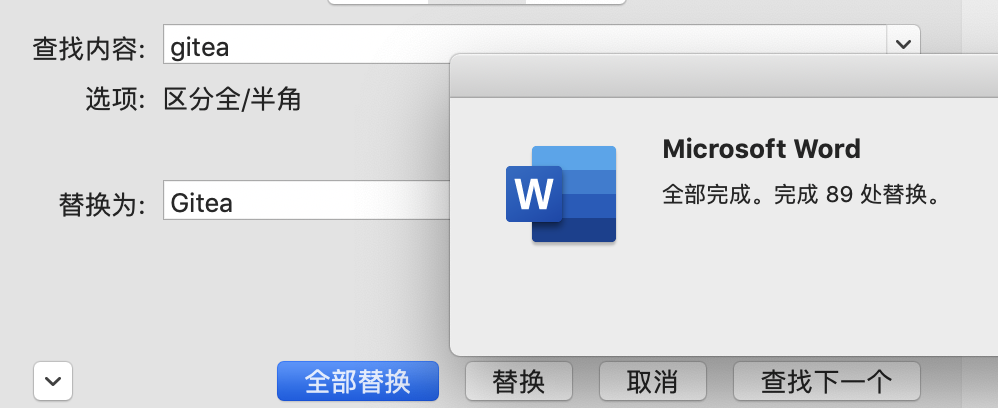 查找内容: gitea
选项: 区分全/半角
替换为: Gitea
Microsoft Word
全部完成。完成 89 处替换。
W
全部替换 替换 取消 查找下一个